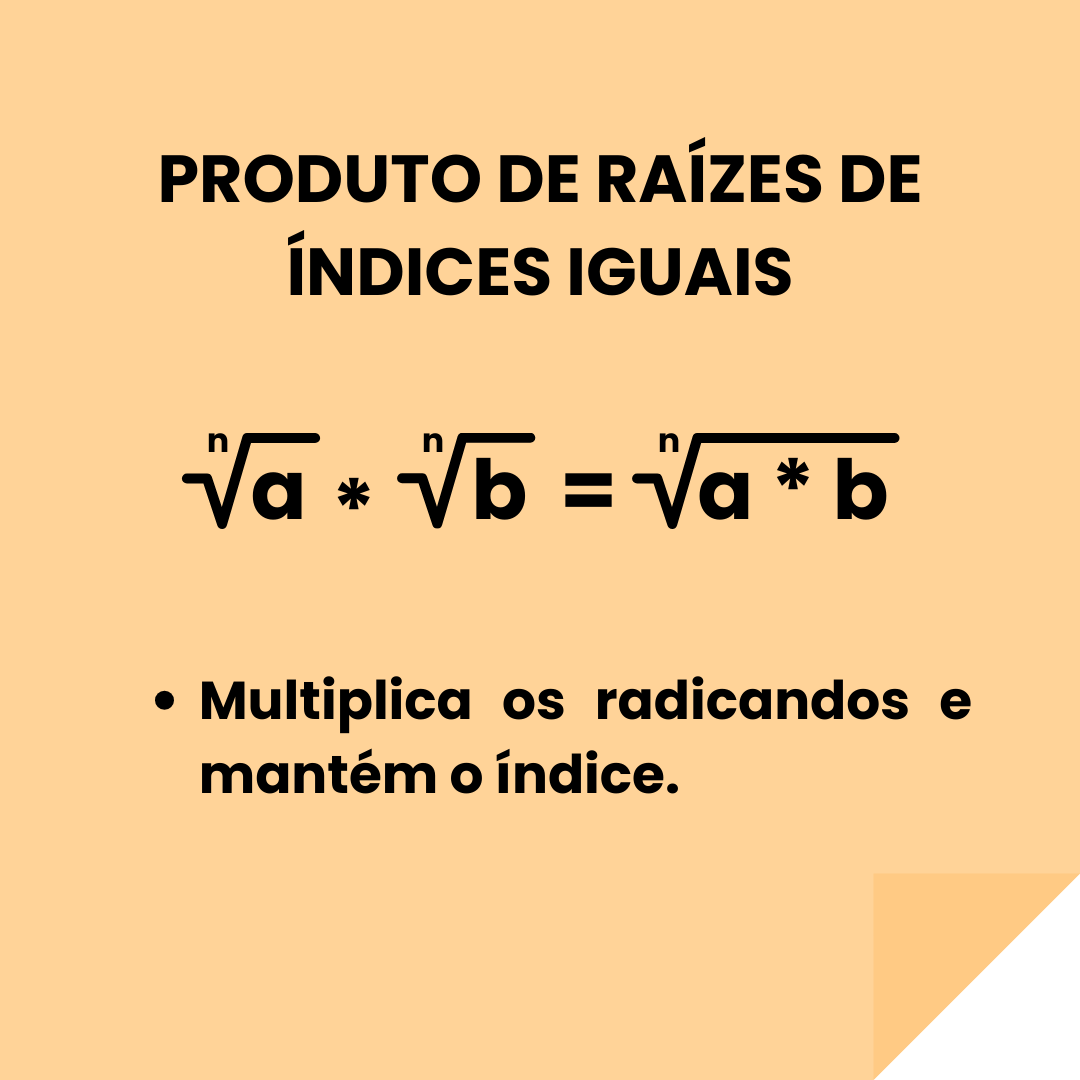 PRODUTO DE RAÍZES DE
ÍNDICES IGUAIS
ⁿ√a * ⁿ√b = ⁿ√a * b
• Multiplica os radicandos e
mantém o índice.